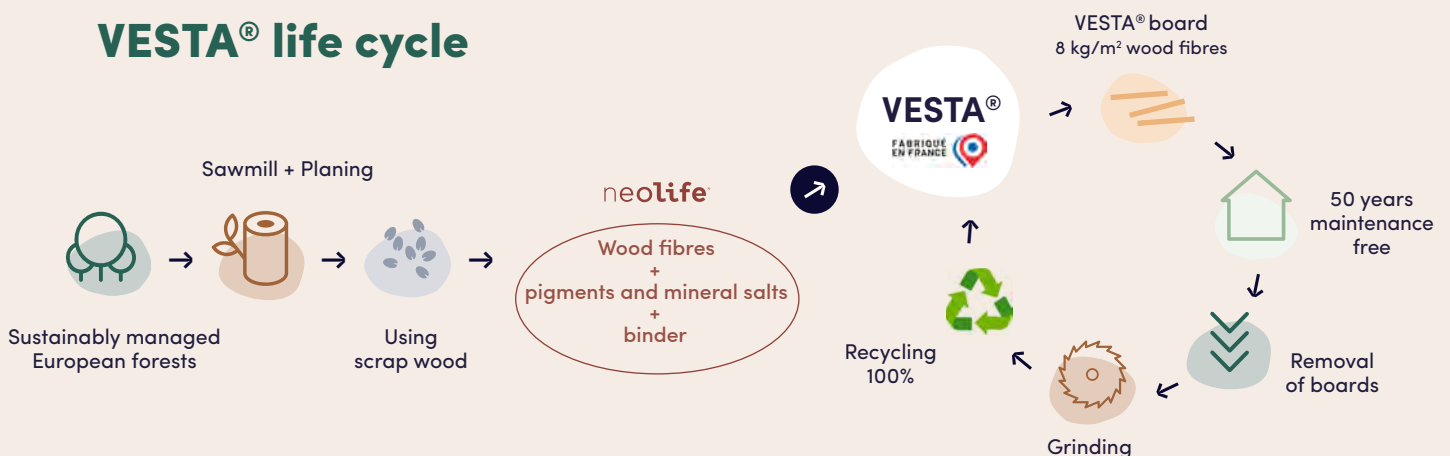 VESTA® life cycle
Sustainably managed
European forests
Sawmill + Planing
Using
scrap wood
neolife
Wood fibres
+
pigments and mineral salts
+
binder
VESTA®
FABRIQUÉ
EN FRANCE
VESTA® board
8 kg/m² wood fibres
50 years
maintenance
free
Removal
of boards
Grinding
Recycling
100%